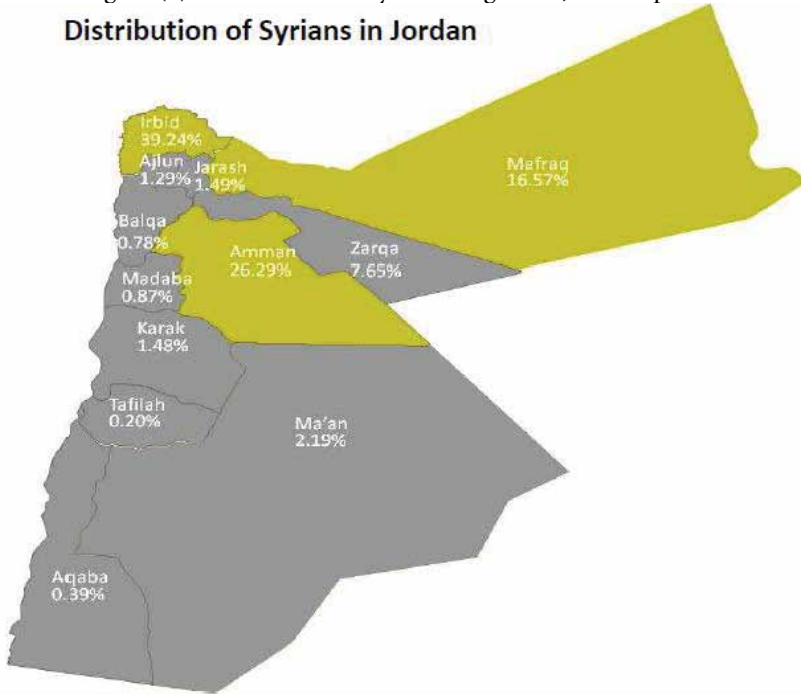 Distribution of Syrians in Jordan
Irbid
39.24%
Ajlun
1.29%
Jarash
1.49%
Mafraq
16.57%
Balqa
0.78%
Amman
26.29%
Zarqa
7.65%
Madaba
0.87%
Karak
1.48%
Tafilah
0.20%
Ma'an
2.19%
Aqaba
0.39%